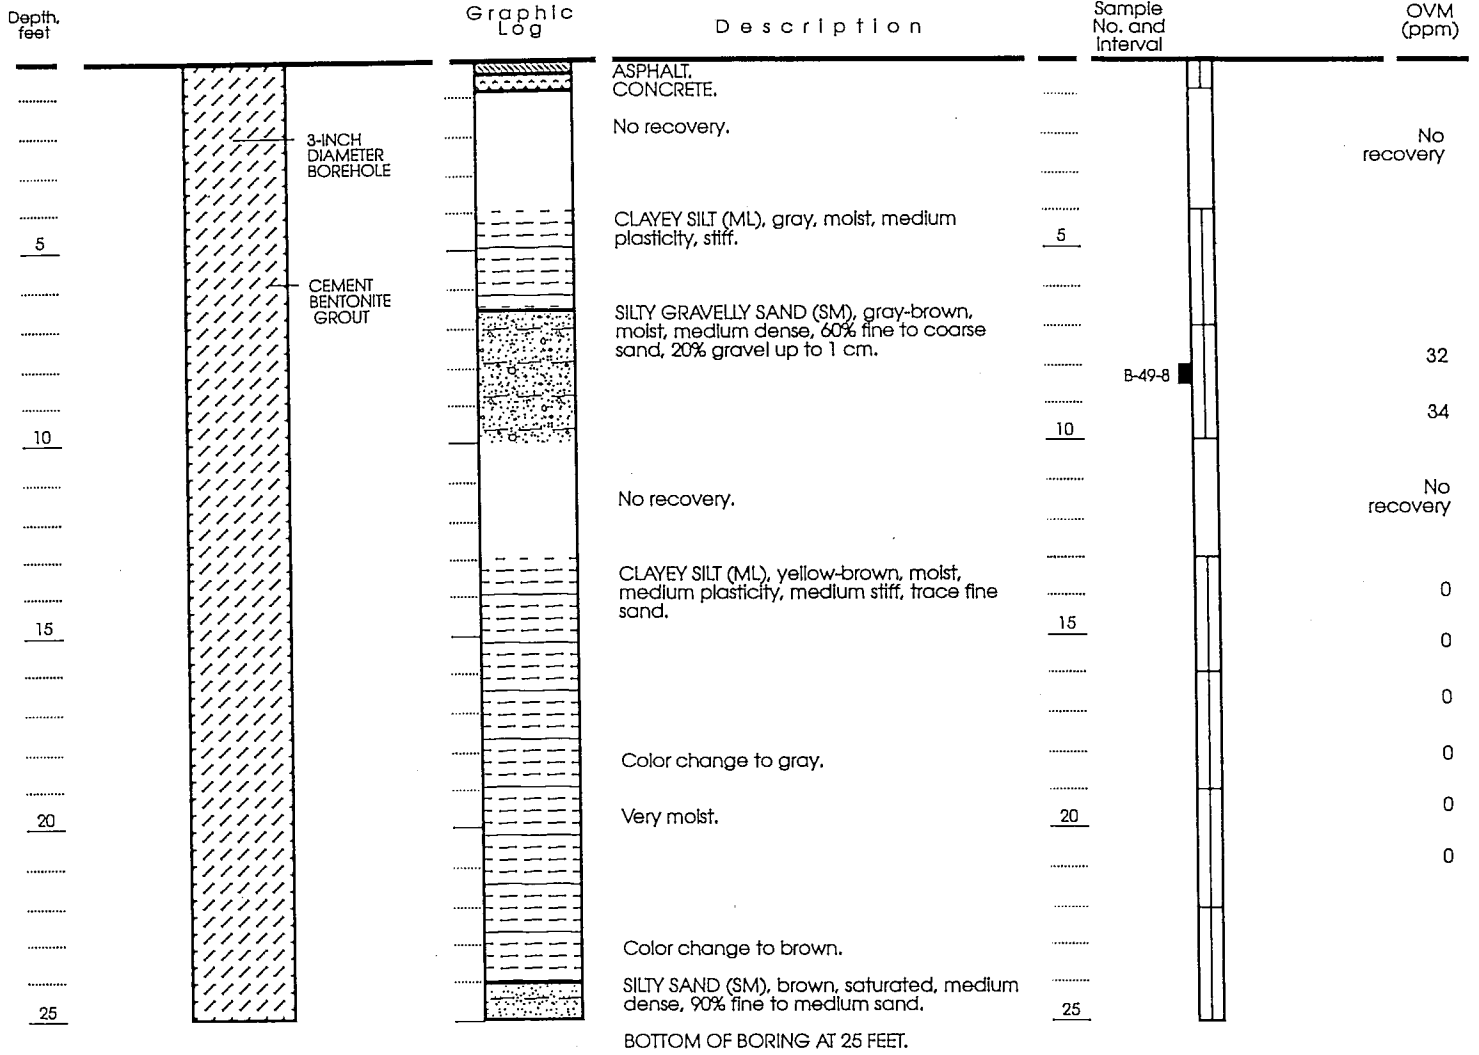 Depth,
feet
Graphic
Log
Description
Sample
No. and
Interval
OVM
(ppm)
ASPHALT.
CONCRETE.
No recovery.
No
recovery
3-INCH
DIAMETER
BOREHOLE
CLAYEY SILT (ML), gray, moist, medium
plasticity, stiff.
5
5
CEMENT
BENTONITE
GROUT
SILTY GRAVELLY SAND (SM), gray-brown,
moist, medium dense, 60% fine to coarse
sand, 20% gravel up to 1 cm.
32
B-49-8
34
10
10
No recovery.
No
recovery
CLAYEY SILT (ML), yellow-brown, moist,
medium plasticity, medium stiff, trace fine
sand.
0
15
15
0
0
Color change to gray.
0
20
Very moist.
20
0
0
Color change to brown.
SILTY SAND (SM), brown, saturated, medium
dense, 90% fine to medium sand.
25
25
BOTTOM OF BORING AT 25 FEET.